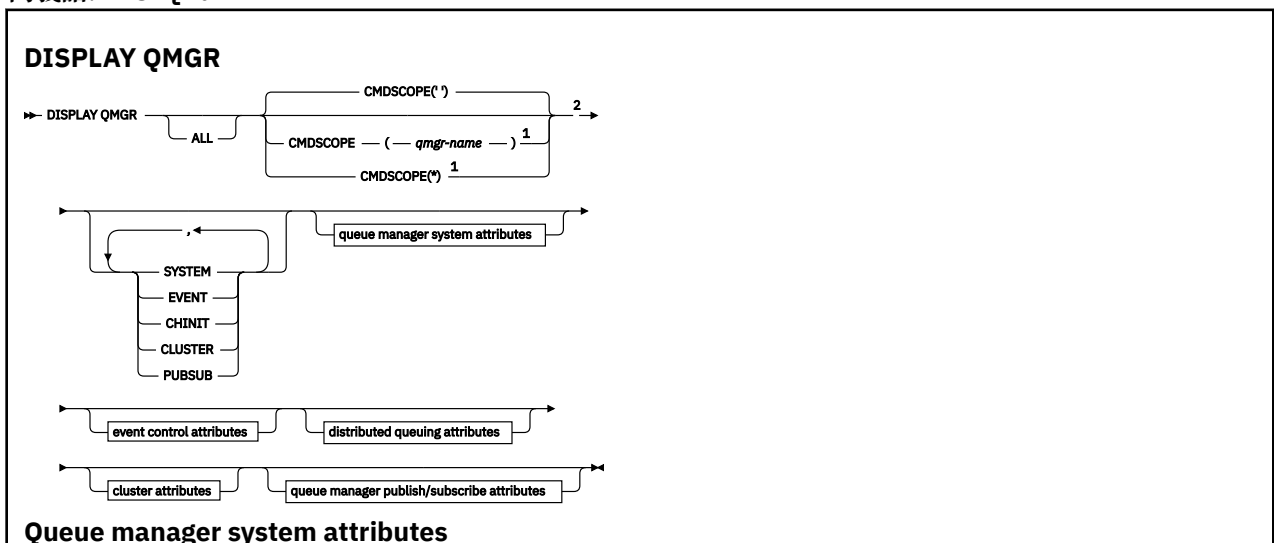 DISPLAY QMGR
CMDSCOPE(' ')
DISPLAY QMGR
2
ALL
CMDSCOPE ( qmgr-name ) 1
CMDSCOPE(*) 1
,
queue manager system attributes
SYSTEM
EVENT
CHINIT
CLUSTER
PUBSUB
event control attributes
distributed queuing attributes
cluster attributes
queue manager publish/subscribe attributes
Queue manager system attributes